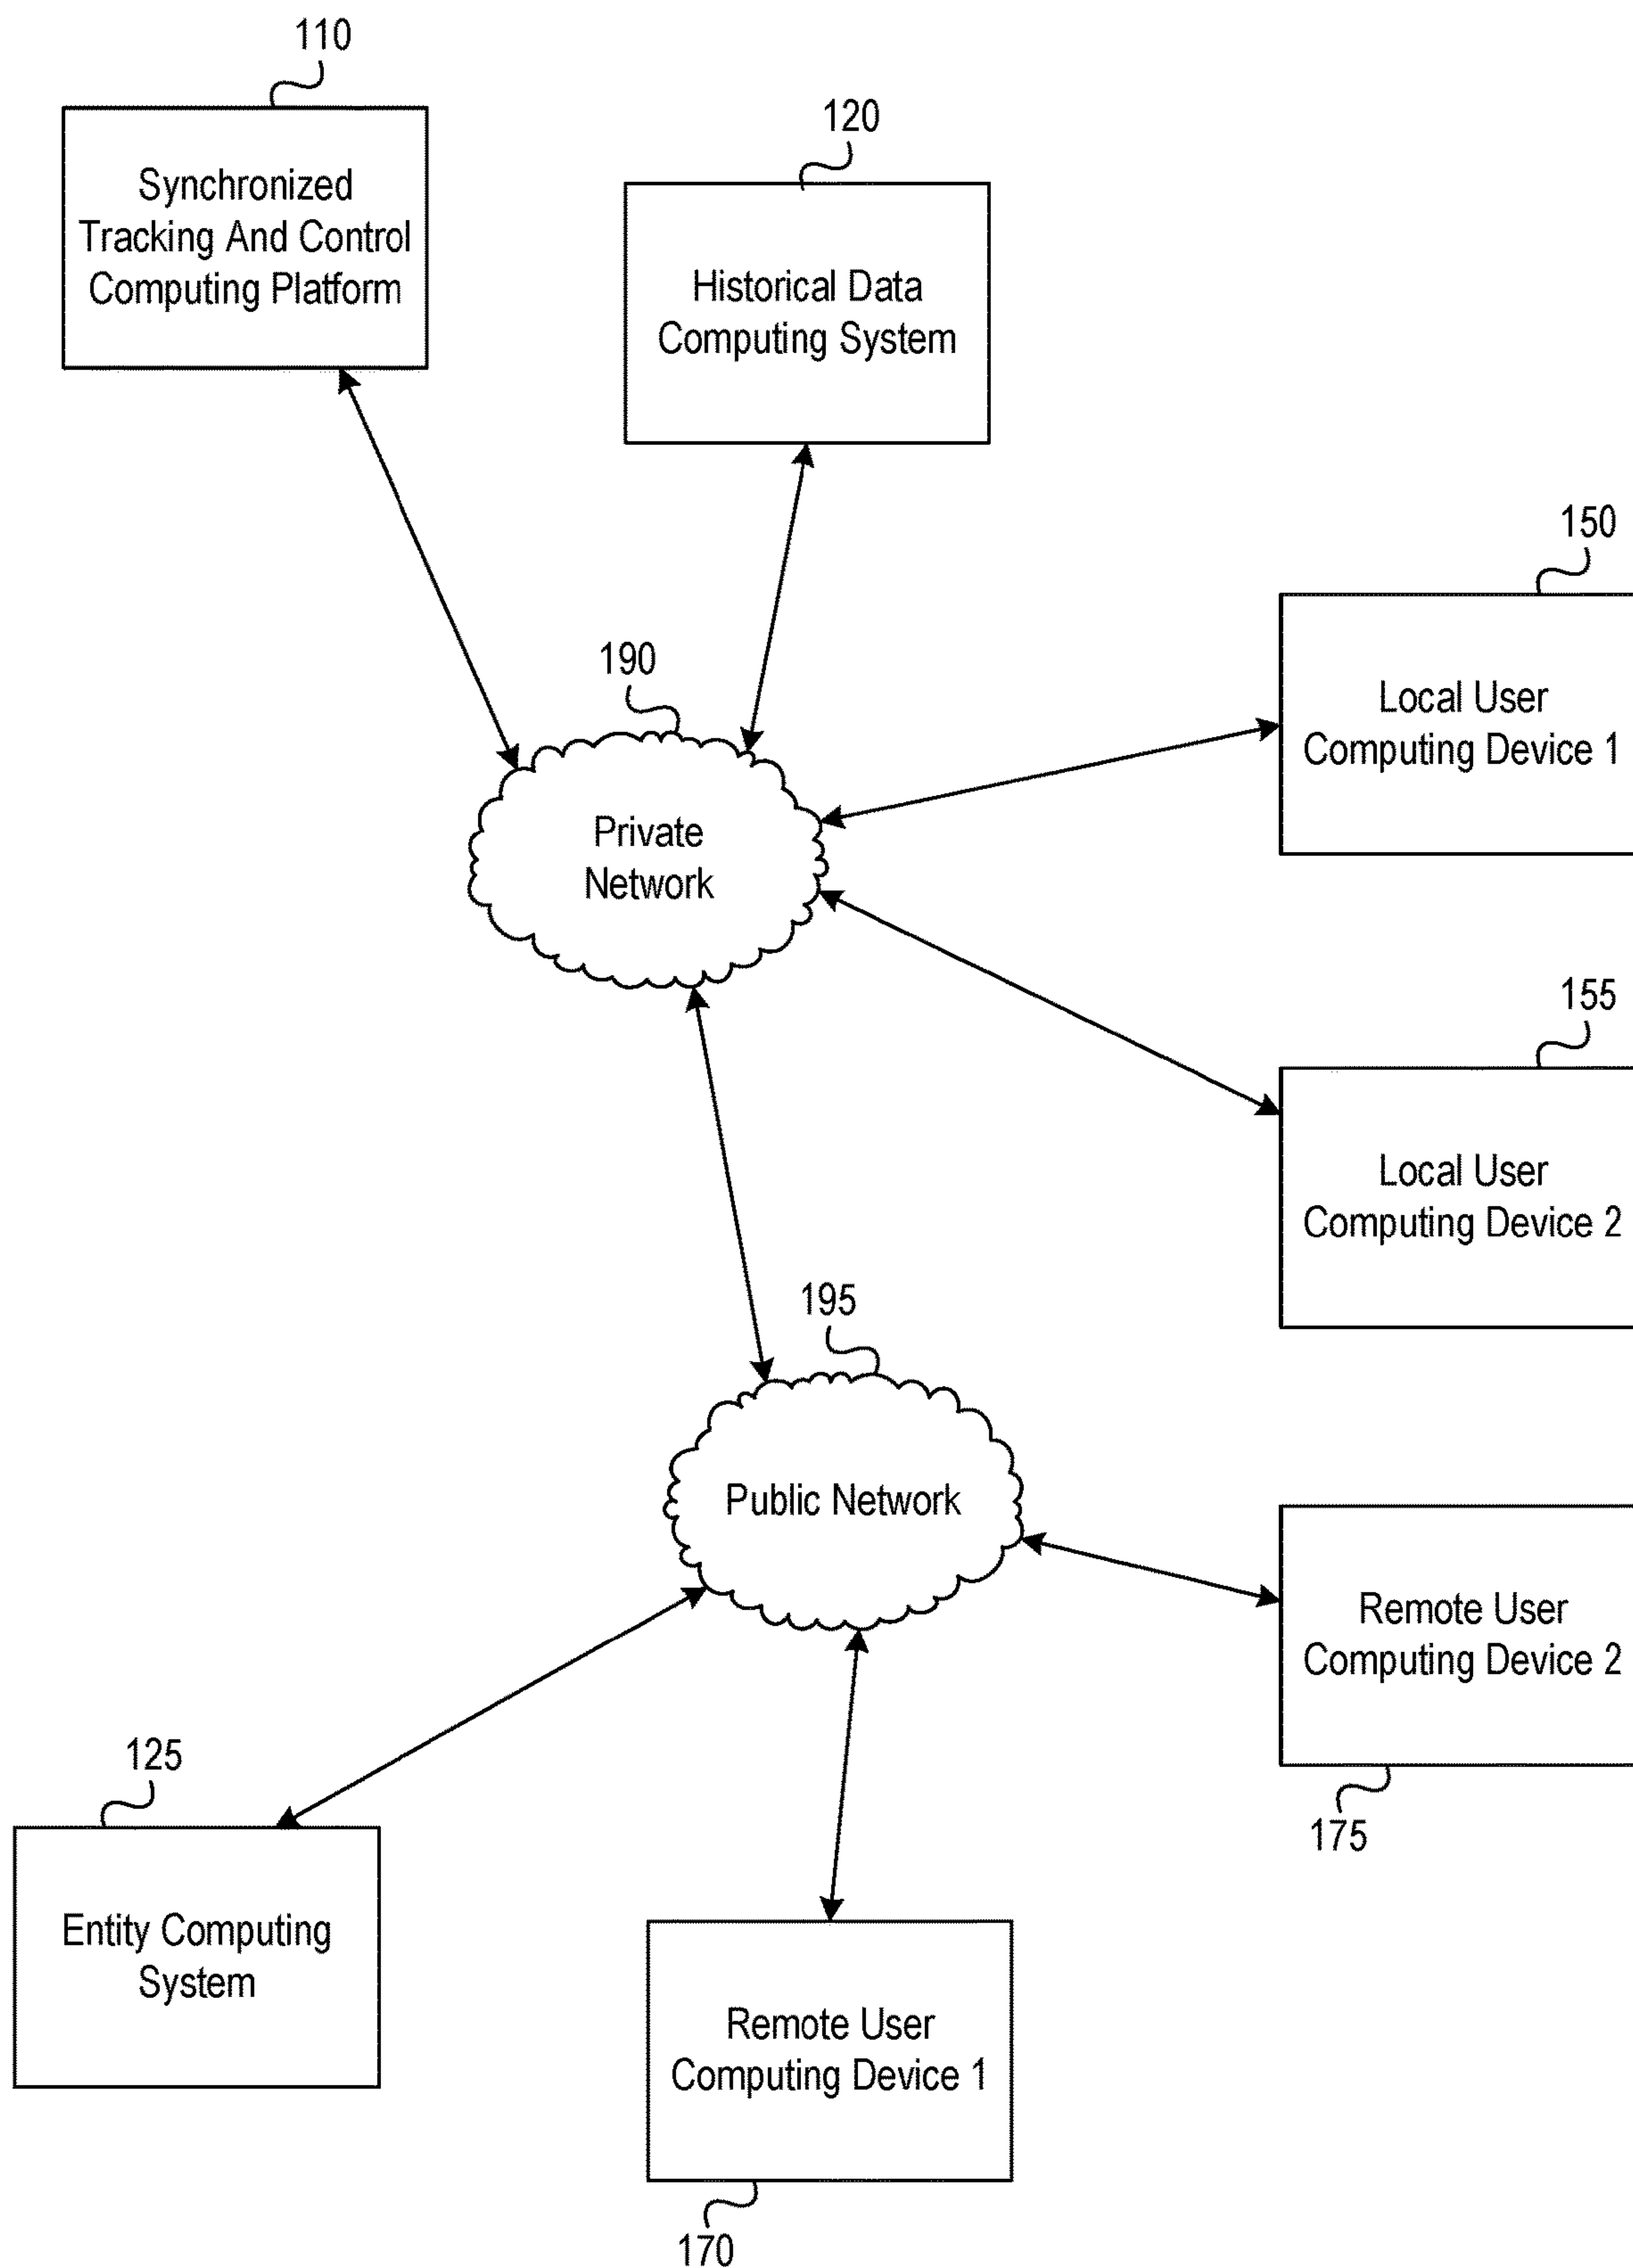 110
Synchronized
Tracking And Control
Computing Platform
120
Historical Data
Computing System
150
Local User
Computing Device 1
190
Private
Network
155
Local User
Computing Device 2
195
Public Network
Remote User
Computing Device 2
175
125
Entity Computing
System
Remote User
Computing Device 1
170